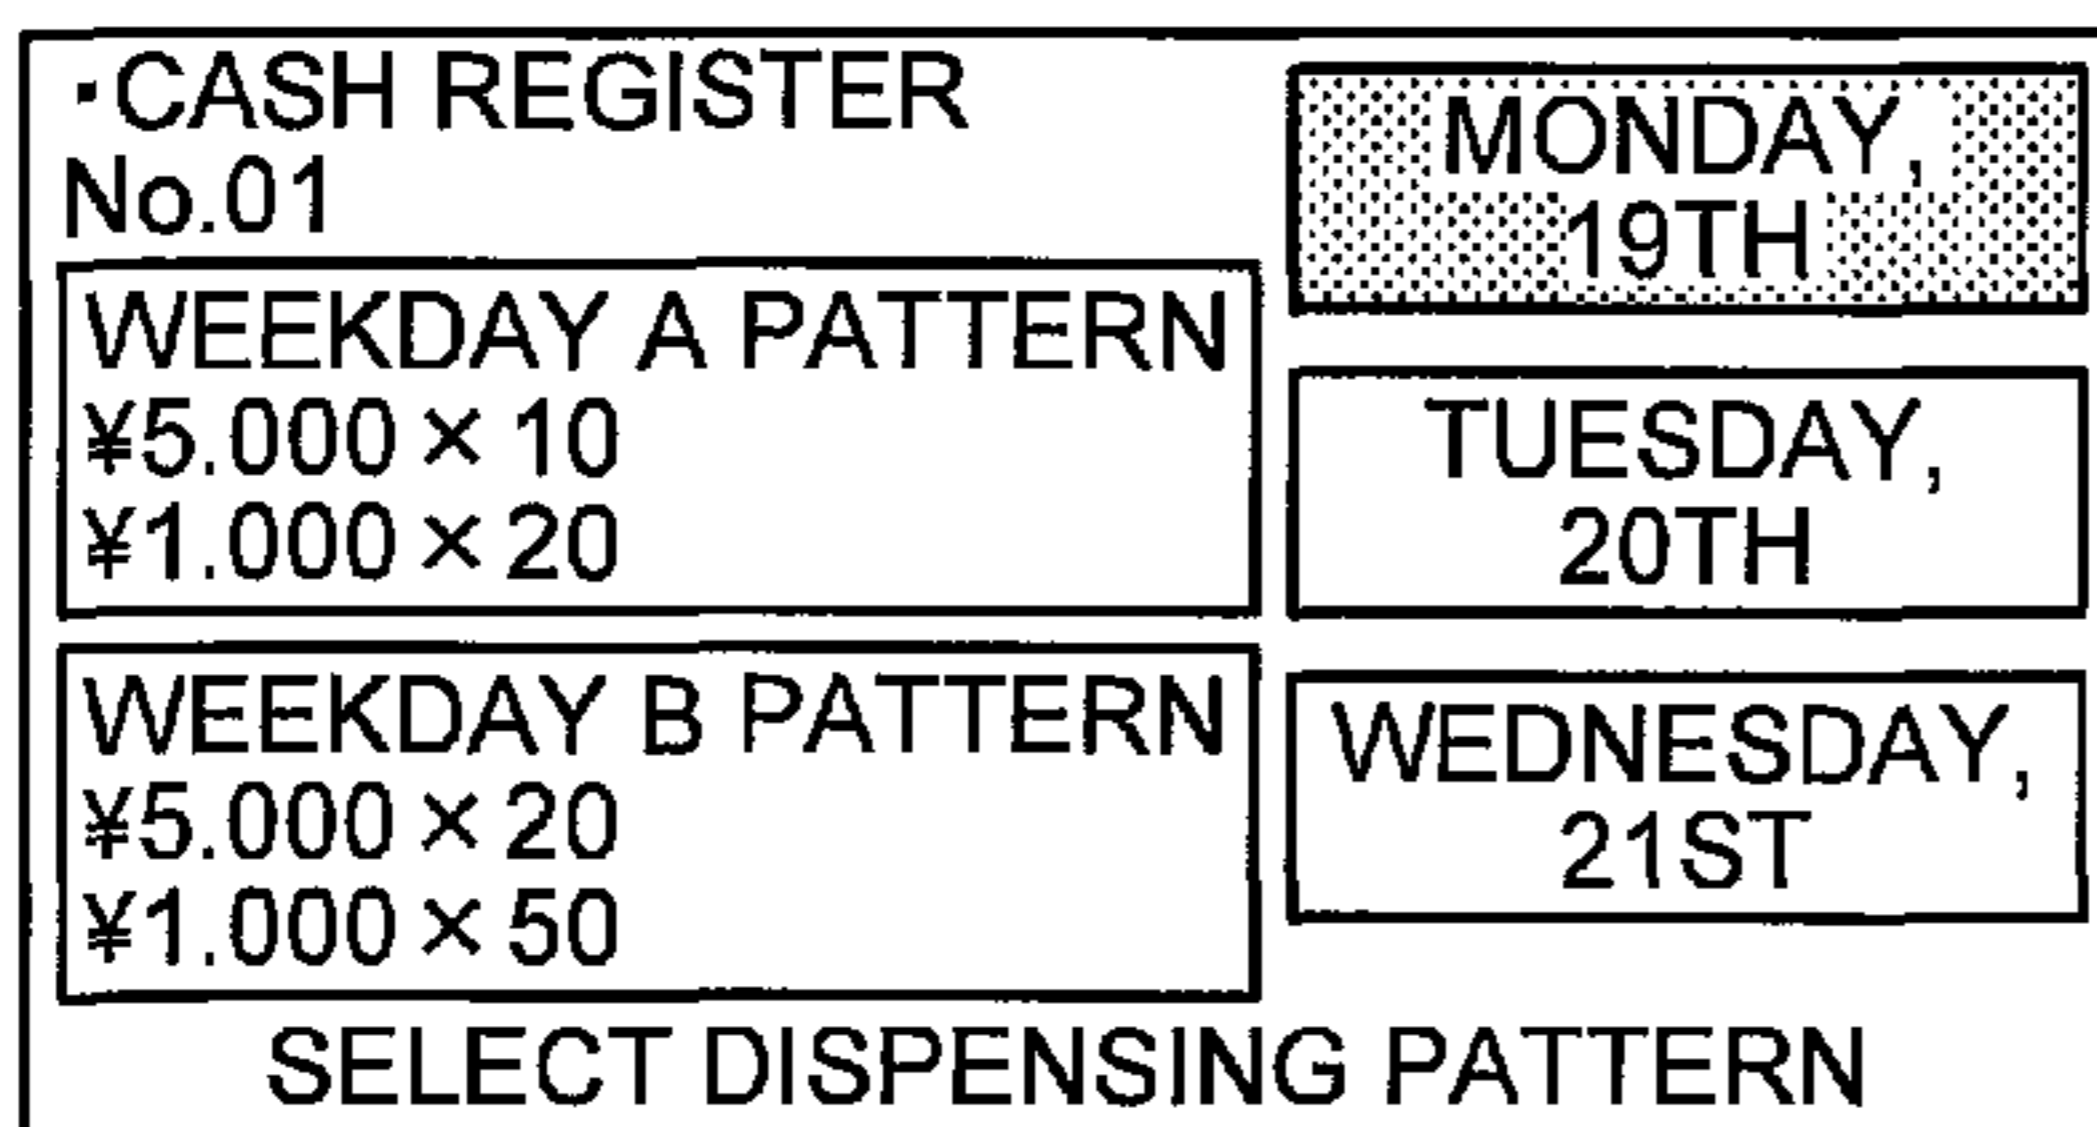 ·CASH REGISTER
No.01
WEEKDAY A PATTERN
¥5.000×10
¥1.000×20
WEEKDAY B PATTERN
¥5.000×20
¥1.000×50
MONDAY,
19TH
TUESDAY,
20TH
WEDNESDAY,
21ST
SELECT DISPENSING PATTERN